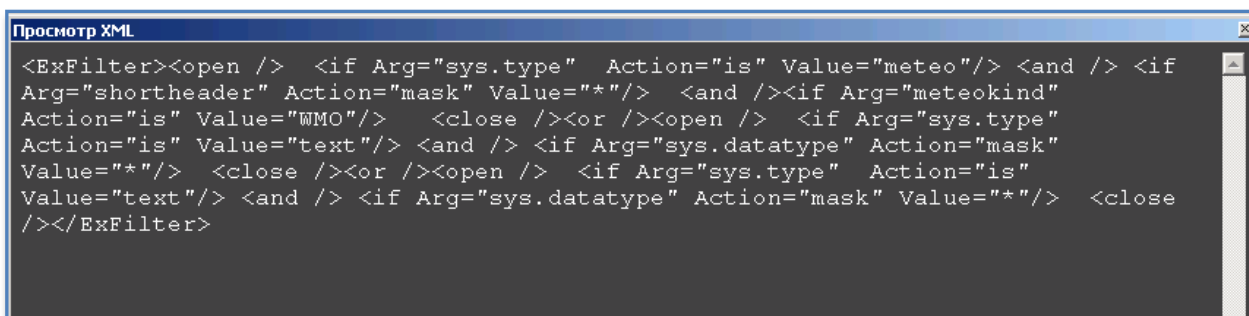 Просмотр XML
<ExFilter><open />  <if Arg="sys.type"  Action="is" Value="meteo"/> <and /> <if
Arg="shortheader" Action="mask" Value="*"/>  <and /><if Arg="meteokind"
Action="is" Value="WMO"/>   <close /><or /><open />  <if Arg="sys.type"
Action="is" Value="text"/> <and /> <if Arg="sys.datatype" Action="mask"
Value="*"/>  <close /><or /><open />  <if Arg="sys.type"  Action="is"
Value="text"/> <and /> <if Arg="sys.datatype" Action="mask" Value="*"/>  <close
/></ExFilter>